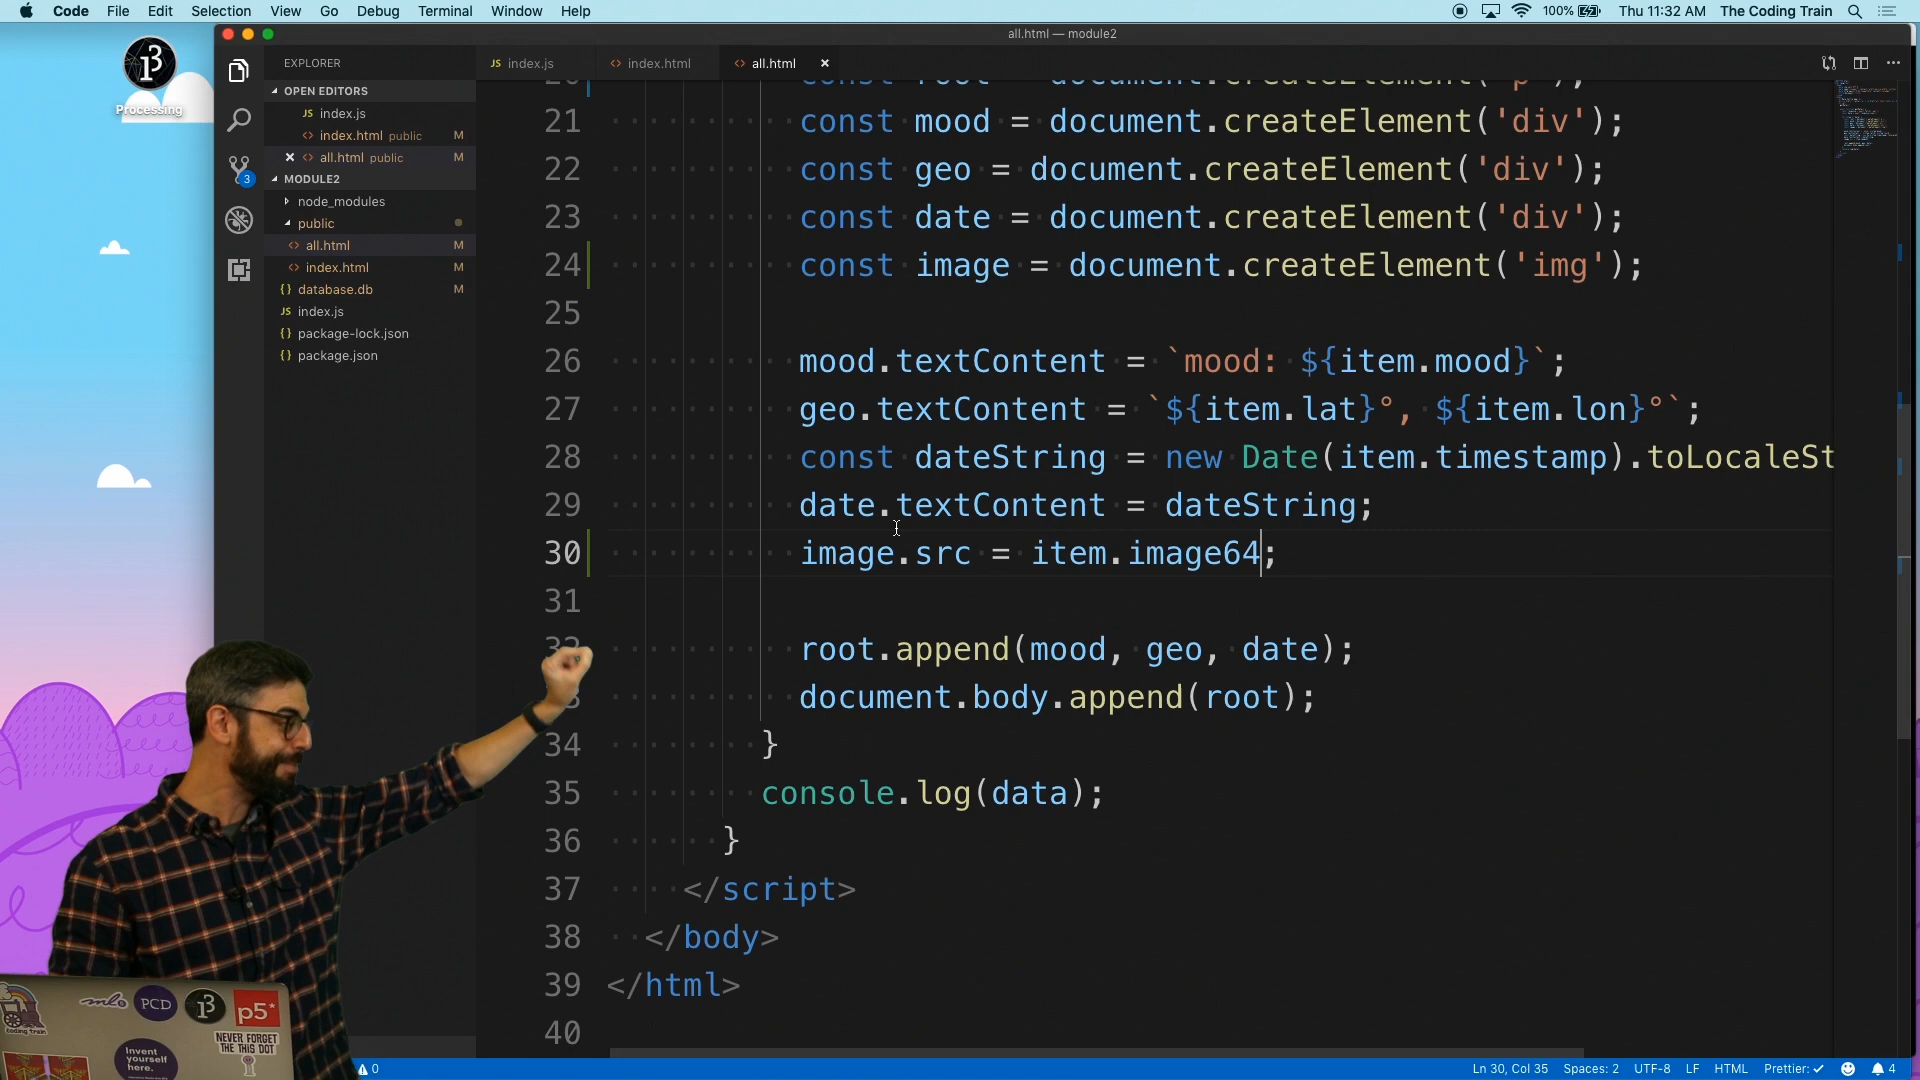 Code File Edit Selection View Go Debug Terminal Window Help
100% Thu 11:32 AM The Coding Train
Processing
all.html — module2
EXPLORER
OPEN EDITORS
index.js
index.html public M
all.html public M
3
MODULE2
node_modules
public
all.html M
index.html M
database.db M
JS index.js
package-lock.json
package.json
JS index.js
index.html
all.html
21 const mood = document.createElement('div');
22 const geo = document.createElement('div');
23 const date = document.createElement('div');
24 const image = document.createElement('img');
25
26 mood.textContent = `mood: ${item.mood}`;
27 geo.textContent = `${item.lat}°, ${item.lon}°`;
28 const dateString = new Date(item.timestamp).toLocaleSt
29 date.textContent = dateString;
30 image.src = item.image64;
31
root.append(mood, geo, date);
document.body.append(root);
34 }
35 console.log(data);
36 }
37 </script>
38 </body>
39 </html>
40
0
Ln 30, Col 35 Spaces: 2 UTF-8 LF HTML Prettier: ✓ 4
coding train
PCD
p5*
NEVER FORGET
THE THIS DOT
Invent
yourself
here.